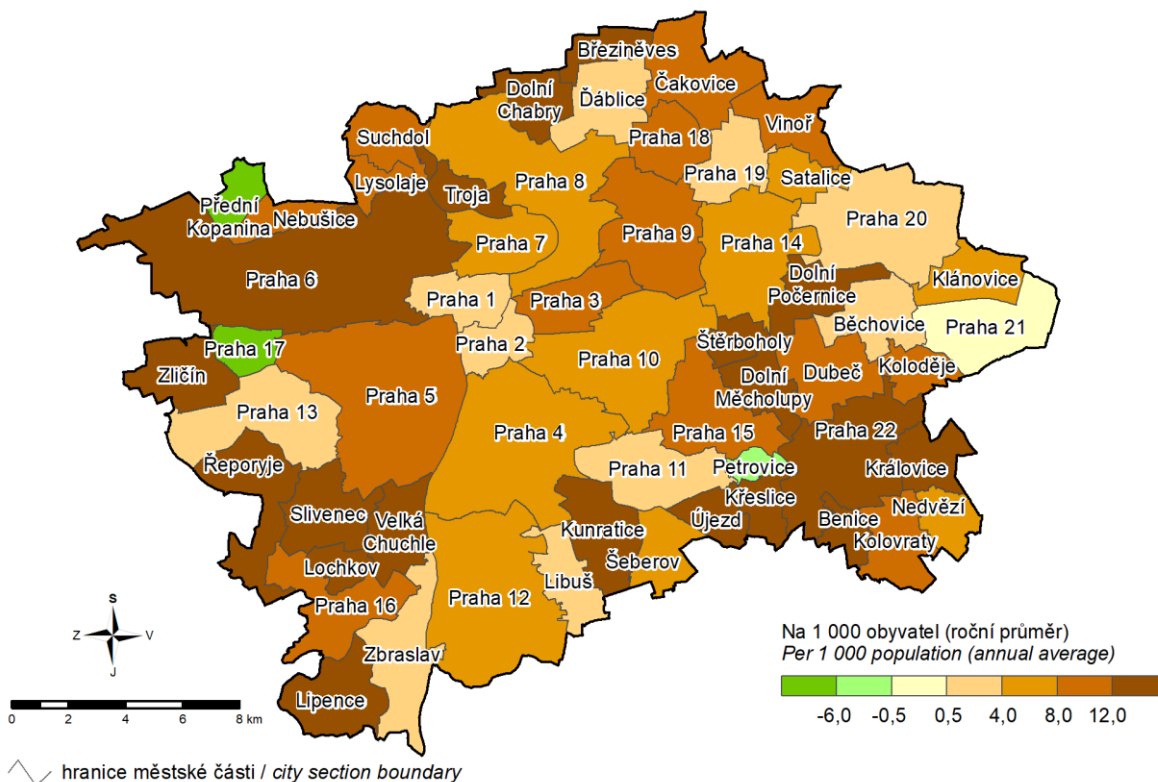 Březiněves
Dolní
Chabry
Ďáblice
Čakovice
Suchdol
Praha 18
Vinoř
Lysolaje
Troja
Praha 8
Praha 19
Satalice
Přední
Kopanina
Nebušice
Praha 7
Praha 9
Praha 14
Praha 20
Praha 6
Praha 1
Praha 3
Dolní
Počernice
Klánovice
Praha 17
Praha 2
Praha 10
Štěrboholy
Běchovice
Praha 21
Zličín
Praha 5
Dolní
Měcholupy
Dubeč
Koloděje
Praha 13
Praha 4
Praha 15
Praha 22
Řeporyje
Praha 11
Petrovice
Královice
Slivenec
Velká
Chuchle
Kunratice
Újezd
Křeslice
Benice
Nedvězí
Kolovraty
Lochkov
Šeberov
Libuš
Praha 16
Praha 12
Zbraslav
Lipence
S
Z
V
J
0 2 4 6 8 km
hranice městské části / city section boundary
Na 1 000 obyvatel (roční průměr)
Per 1 000 population (annual average)
-6,0 -0,5 0,5 4,0 8,0 12,0